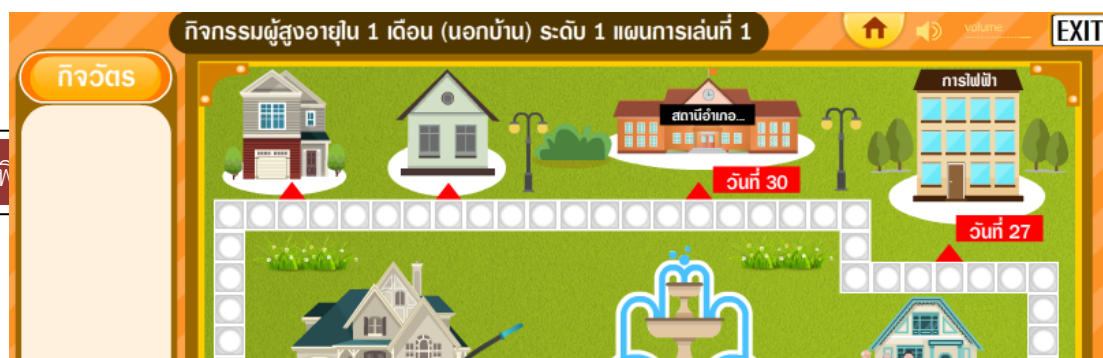 กิจกรรมผู้สูงอายุใน 1 เดือน (นอกบ้าน) ระดับ 1 แผนการเล่นที่ 1
volume
EXIT
กิจวัตร
การไฟฟ้า
สถานีอำเภอ...
วันที่ 30
วันที่ 27